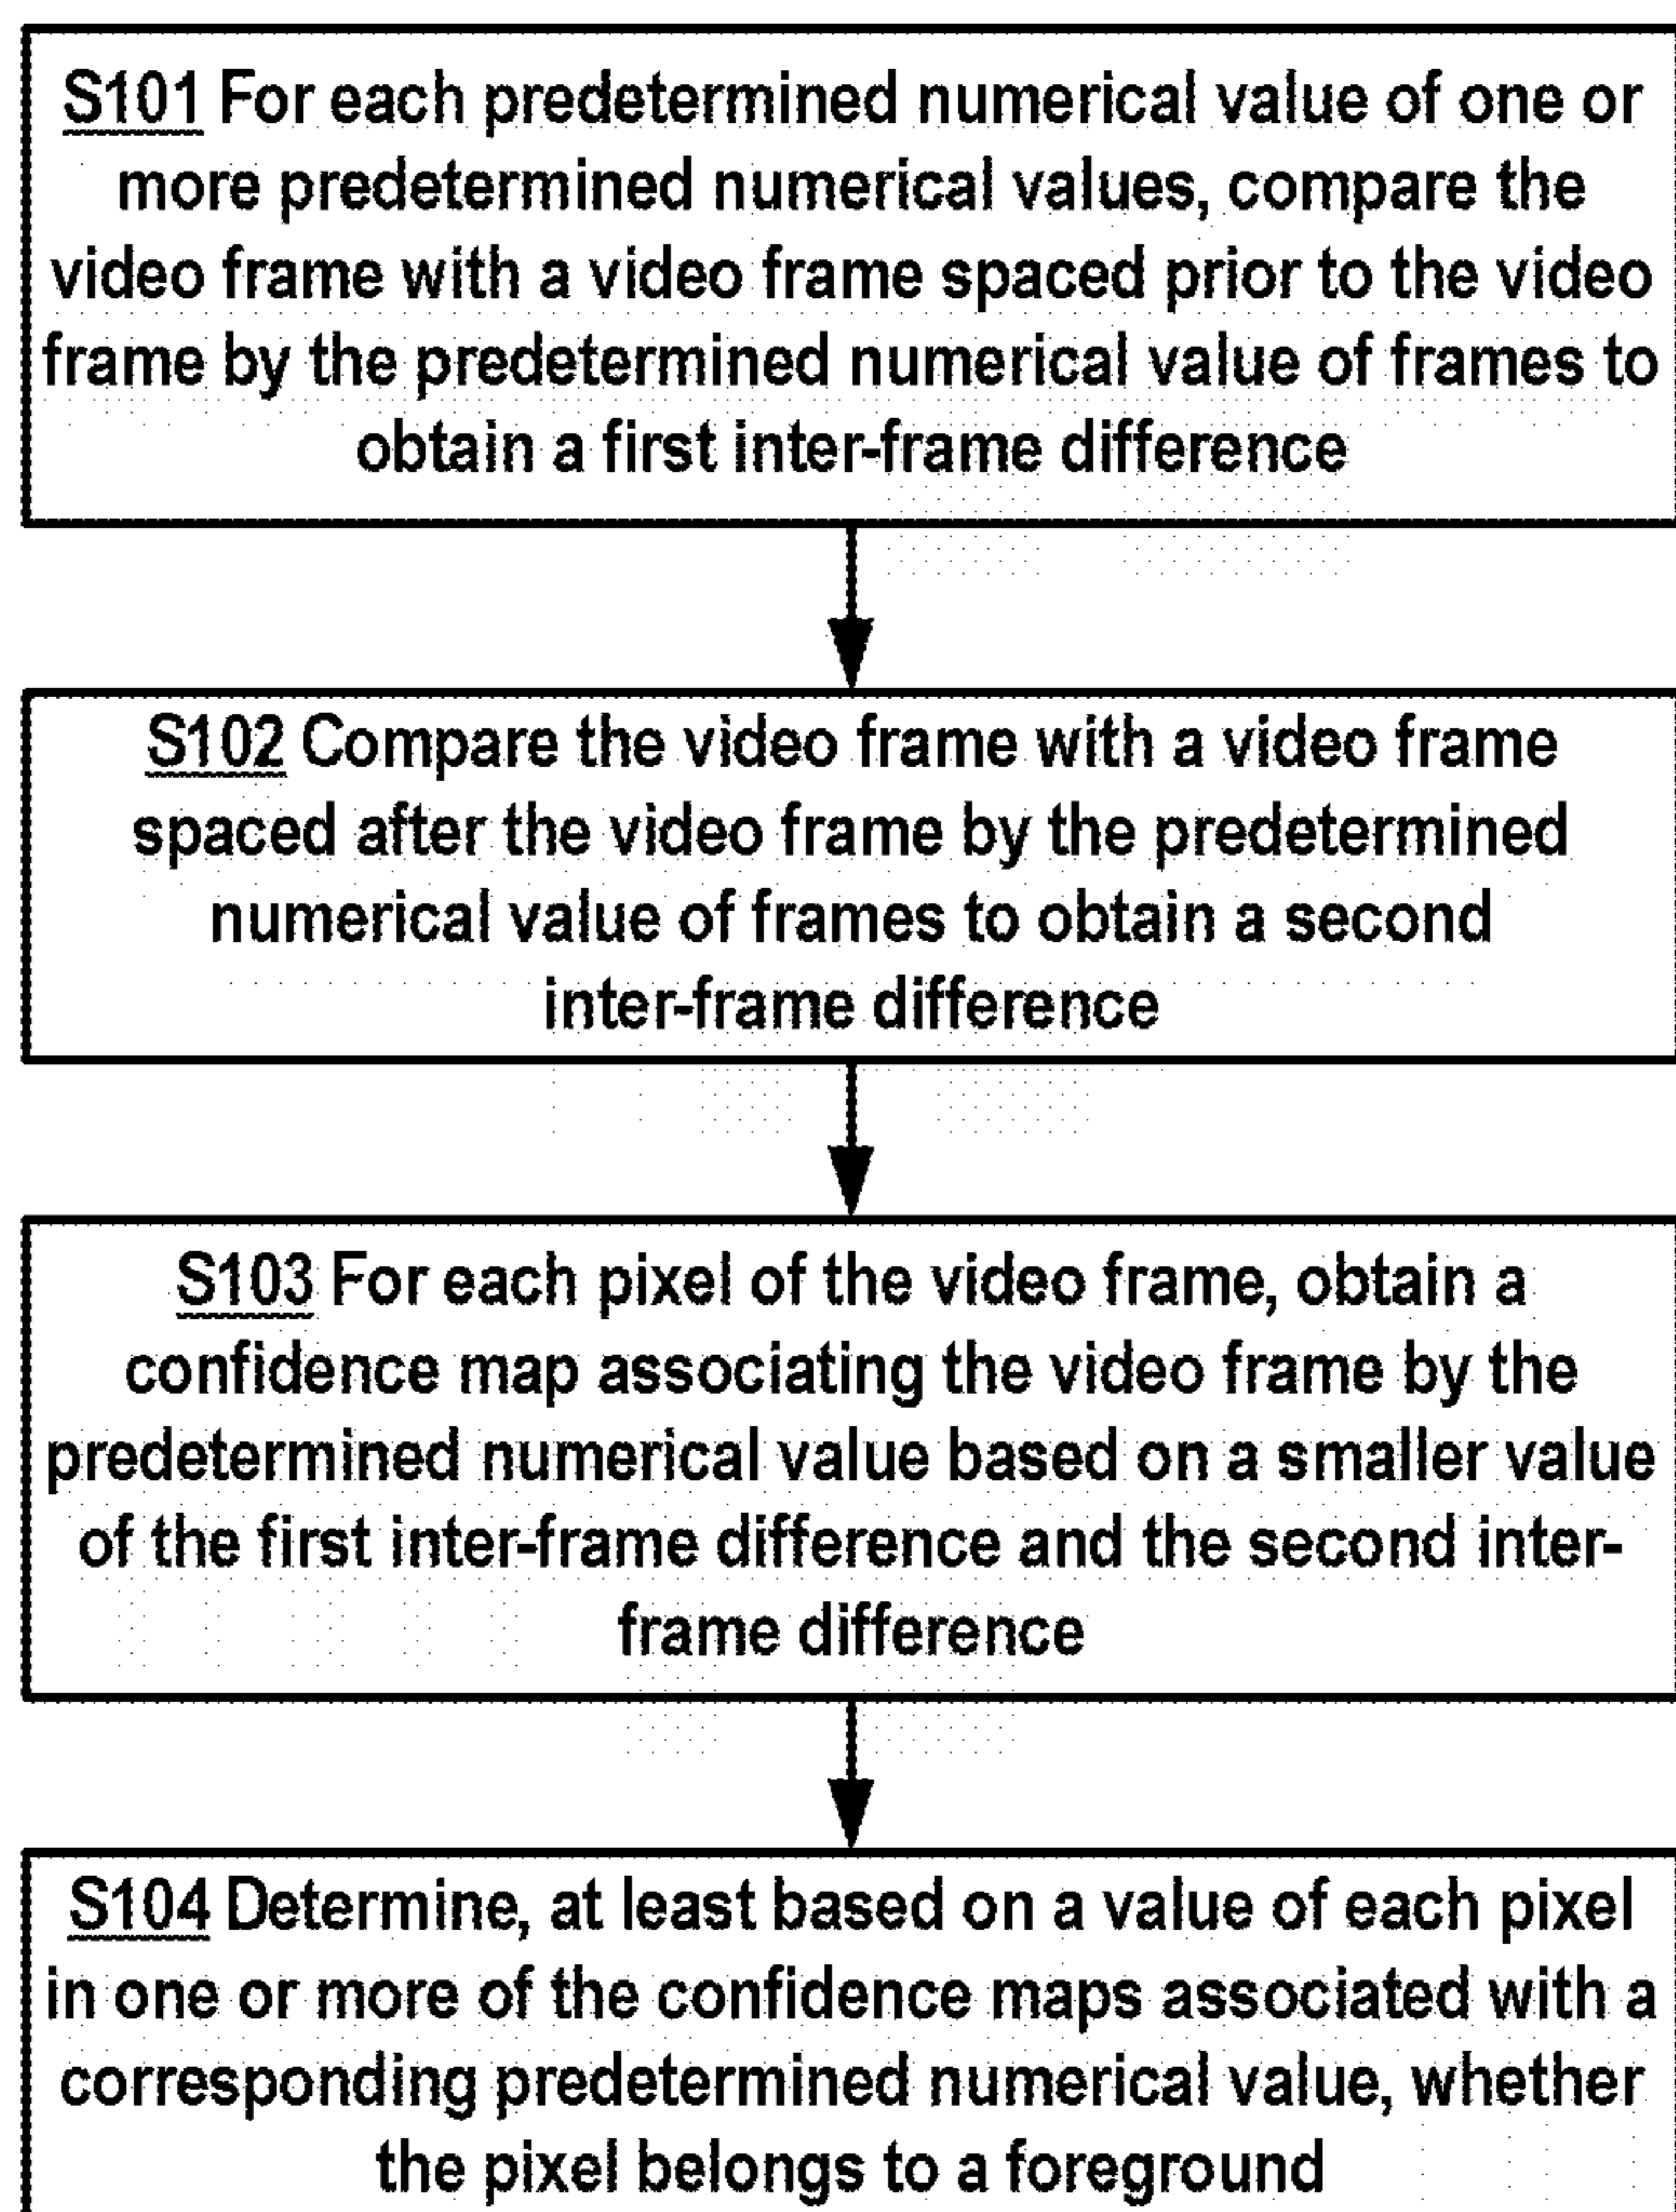 S101 For each predetermined numerical value of one or
more predetermined numerical values, compare the
video frame with a video frame spaced prior to the video
frame by the predetermined numerical value of frames to
obtain a first inter-frame difference
S102 Compare the video frame with a video frame
spaced after the video frame by the predetermined
numerical value of frames to obtain a second
inter-frame difference
S103 For each pixel of the video frame, obtain a
confidence map associating the video frame by the
predetermined numerical value based on a smaller value
of the first inter-frame difference and the second inter-
frame difference
S104 Determine, at least based on a value of each pixel
in one or more of the confidence maps associated with a
corresponding predetermined numerical value, whether
the pixel belongs to a foreground